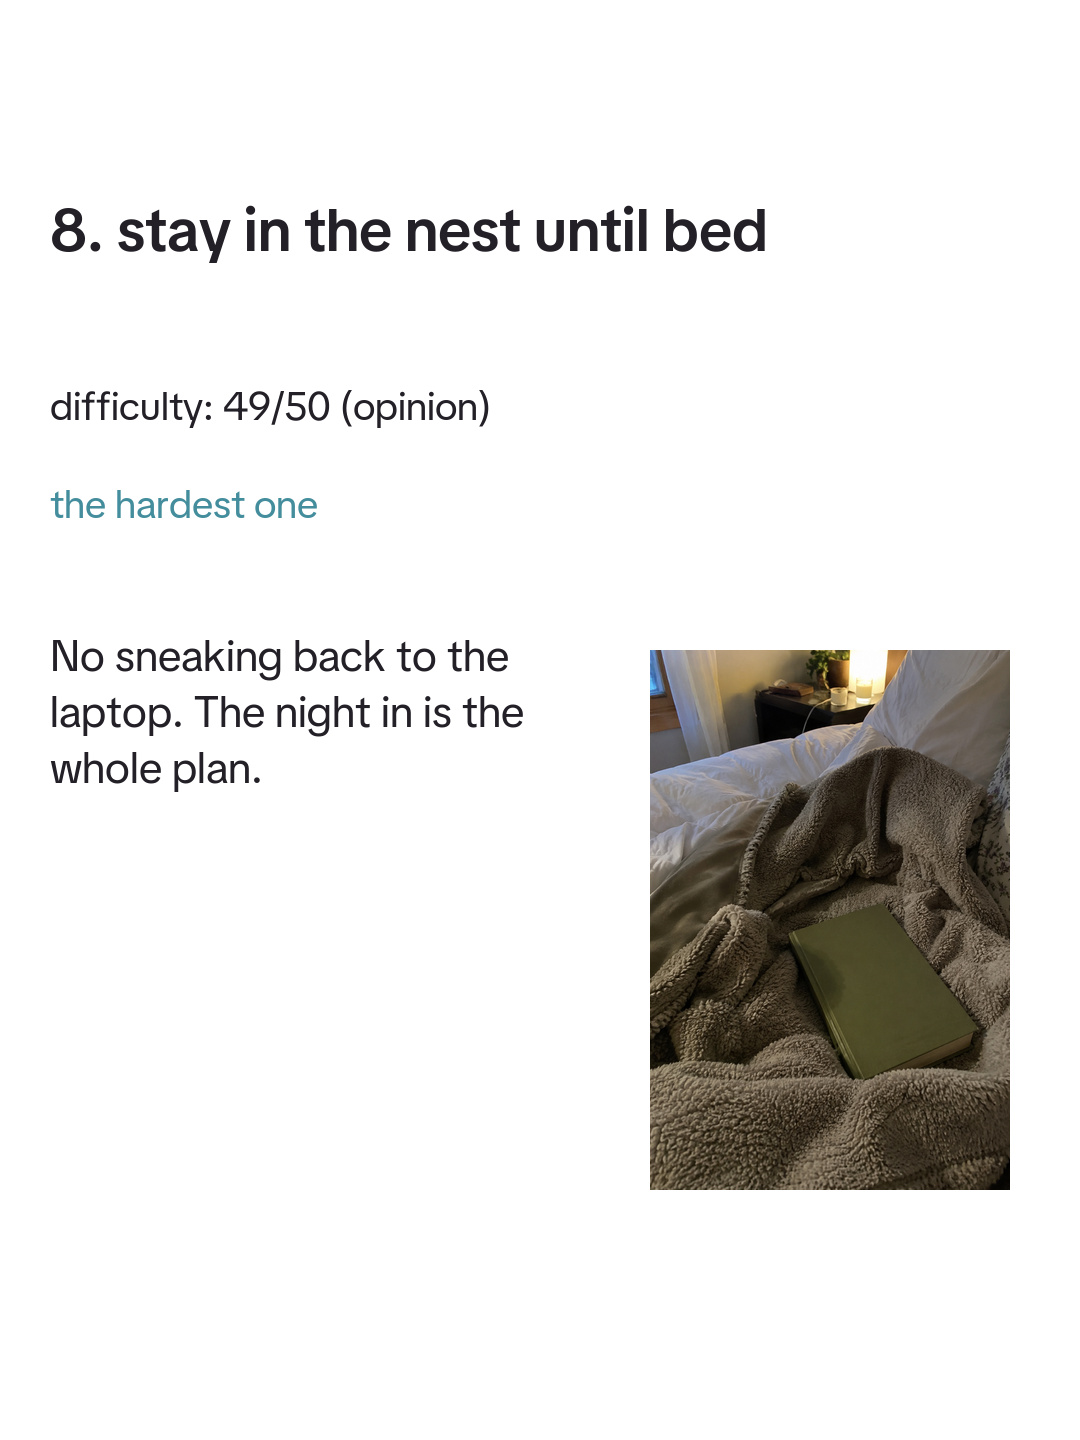 8. stay in the nest until bed
difficulty: 49/50 (opinion)
the hardest one
No sneaking back to the
laptop. The night in is the
whole plan.